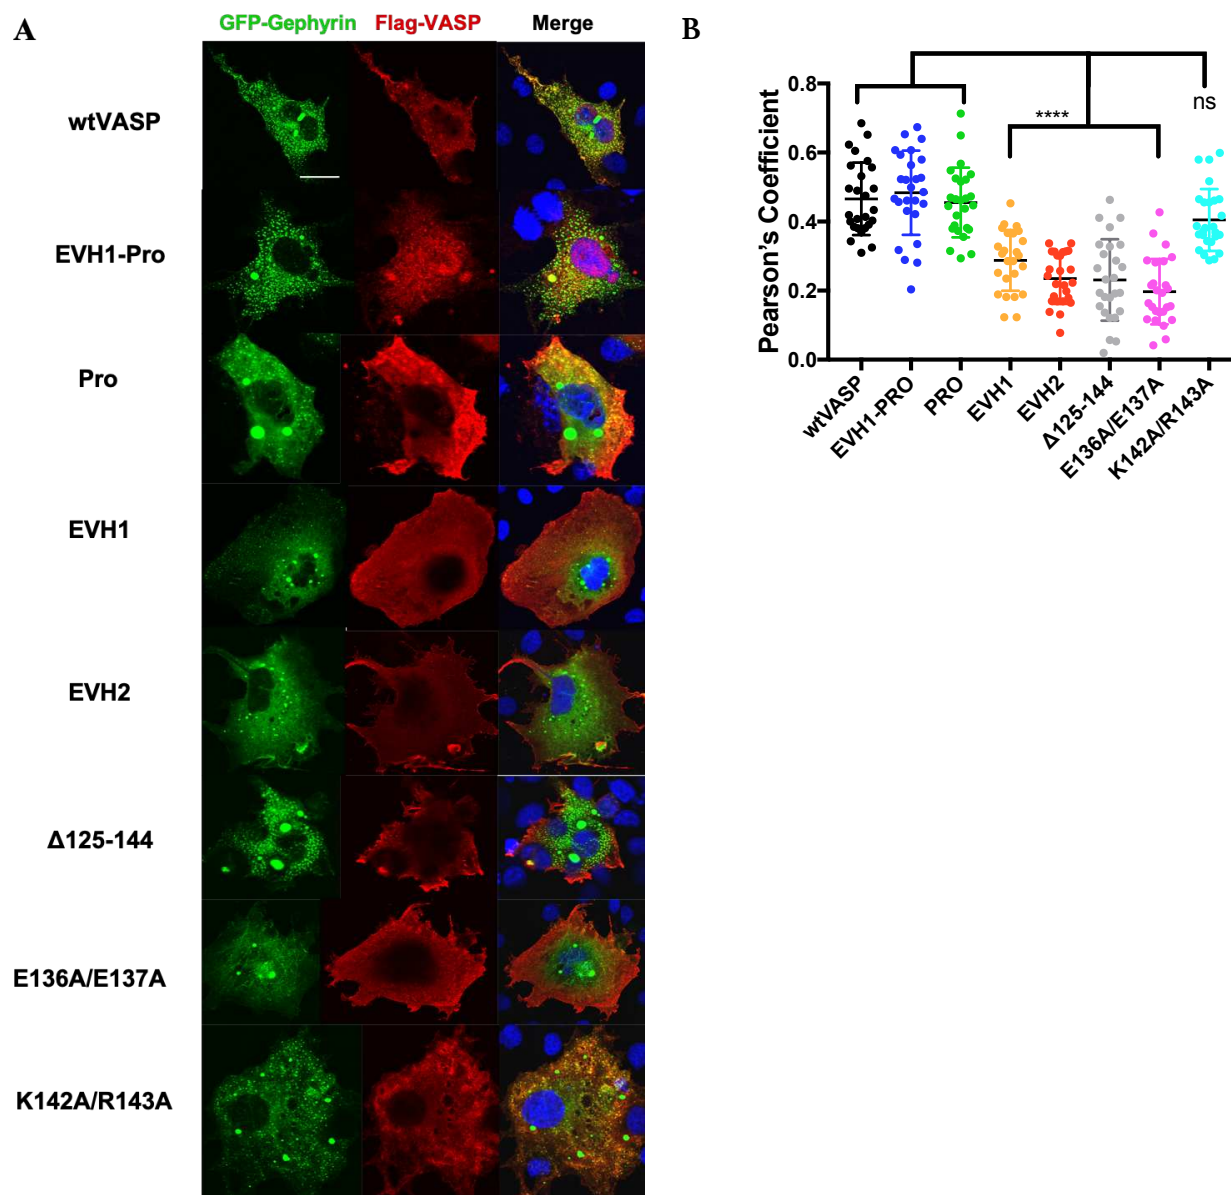 A
GFP-Gephyrin Flag-VASP Merge
wtVASP
EVH1-Pro
Pro
EVH1
EVH2
Δ125-144
E136A/E137A
K142A/R143A
B
Pearson's Coefficient
0.8
0.6
0.4
0.2
0.0
****
ns
wtVASP
EVH1-PRO
PRO
EVH1
EVH2
Δ125-144
E136A/E137A
K142A/R143A